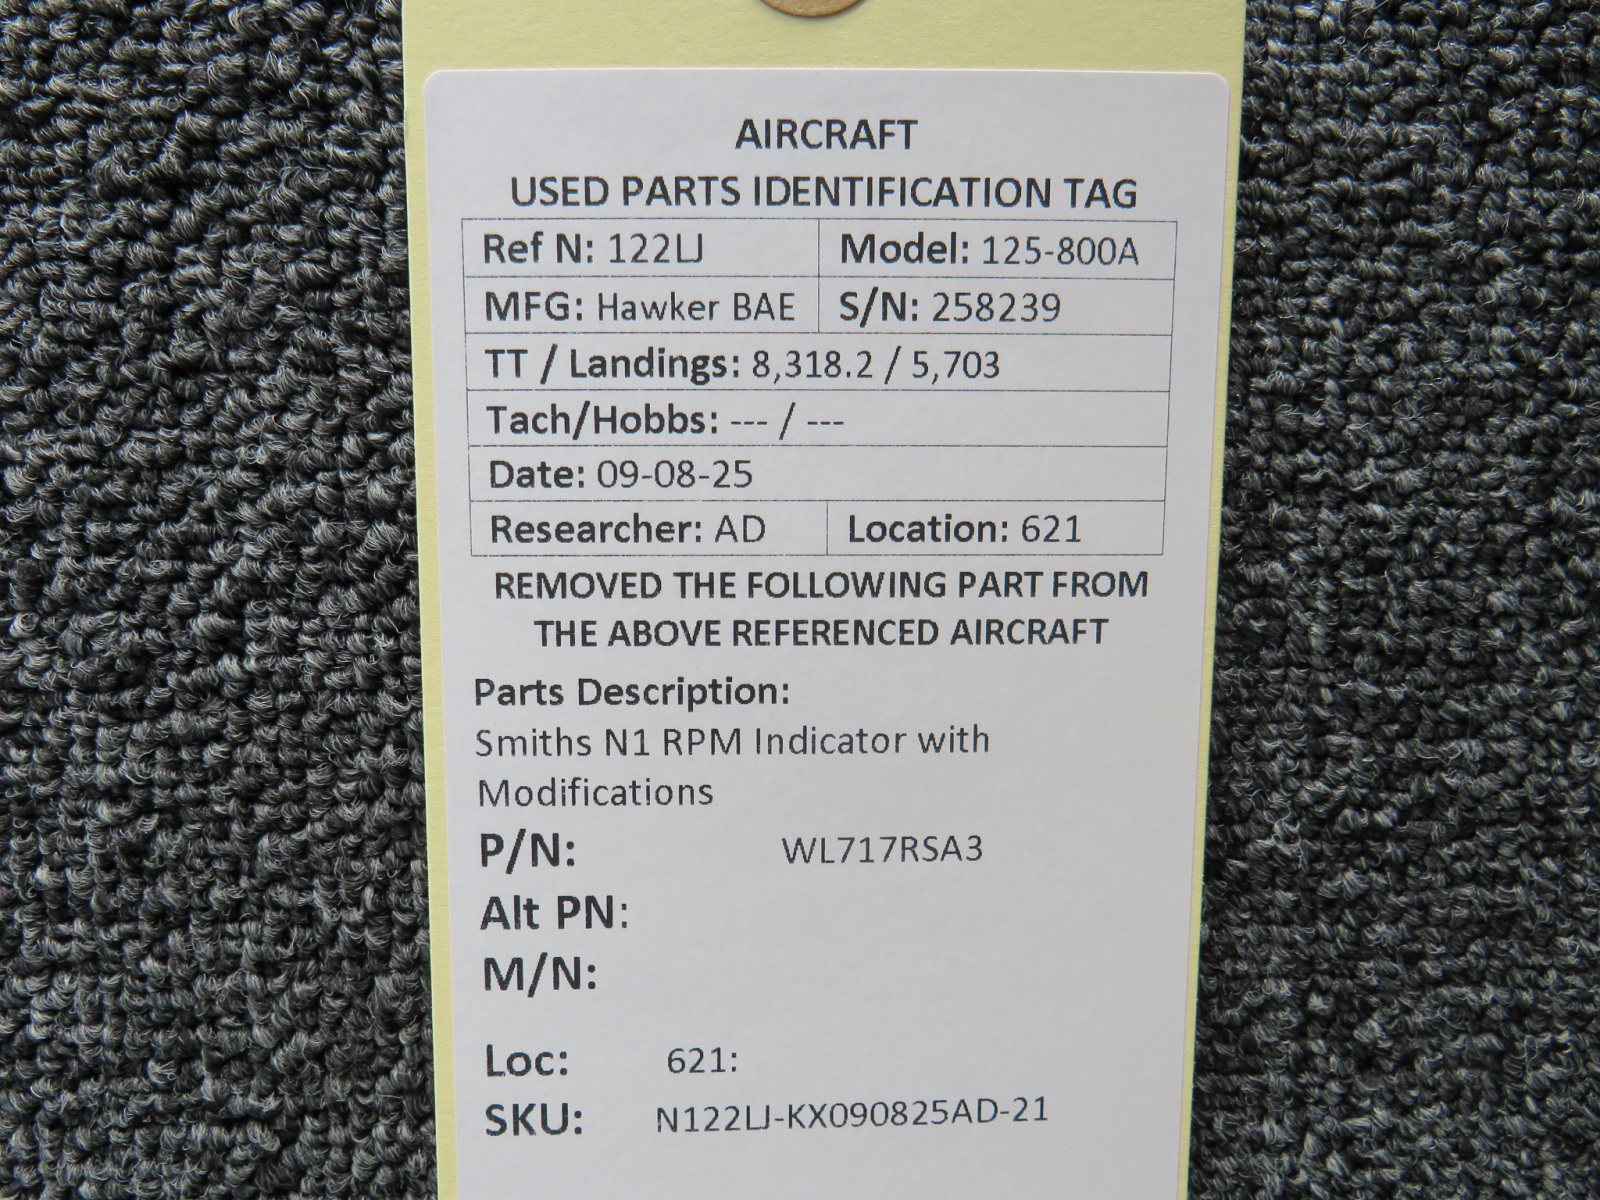 AIRCRAFT
USED PARTS IDENTIFICATION TAG
Ref N: 122LJ Model: 125-800A
MFG: Hawker BAE S/N: 258239
TT / Landings: 8,318.2 / 5,703
Tach/Hobbs: --- / ---
Date: 09-08-25
Researcher: AD Location: 621
REMOVED THE FOLLOWING PART FROM
THE ABOVE REFERENCED AIRCRAFT
Parts Description:
Smiths N1 RPM Indicator with
Modifications
P/N: WL717RSA3
Alt PN:
M/N:
Loc: 621:
SKU: N122LJ-KX090825AD-21